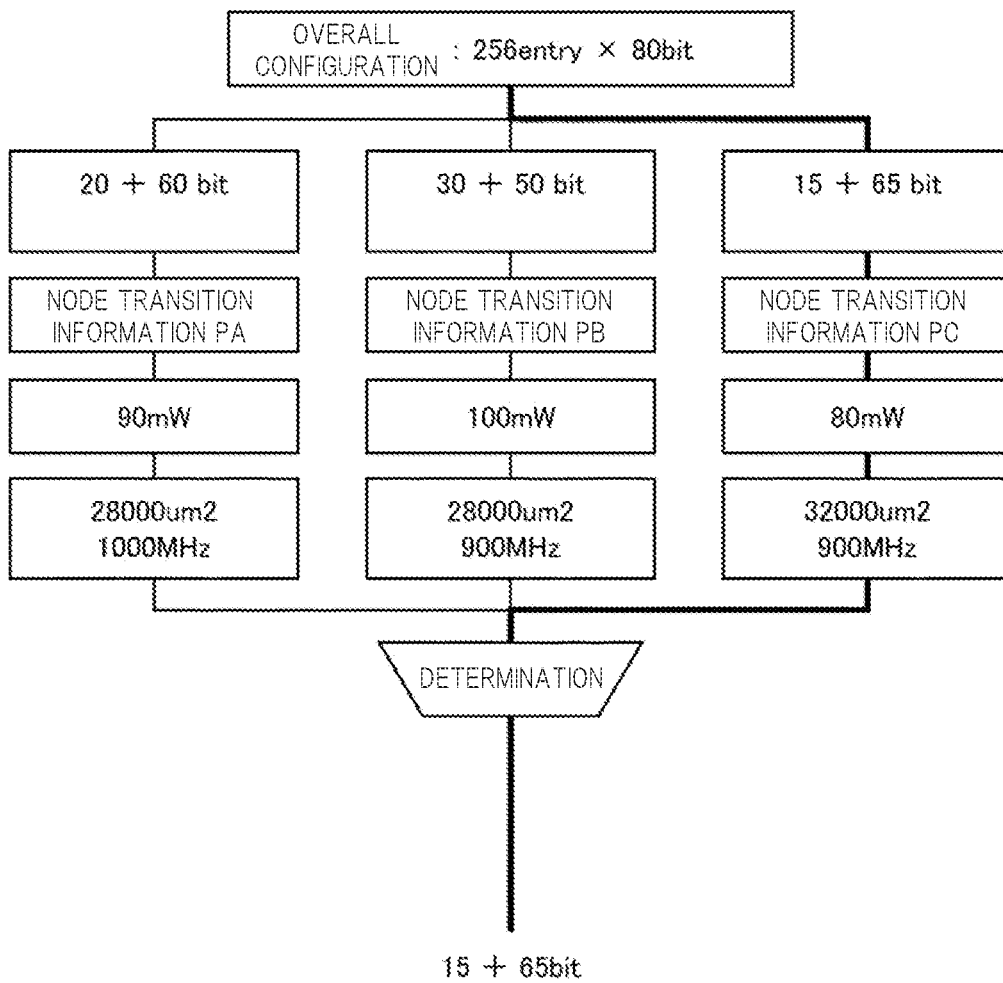 OVERALL
CONFIGURATION : 256entry × 80bit
20 + 60 bit
30 + 50 bit
15 + 65 bit
NODE TRANSITION
INFORMATION PA
NODE TRANSITION
INFORMATION PB
NODE TRANSITION
INFORMATION PC
90mW
100mW
80mW
28000um2
1000MHz
28000um2
900MHz
32000um2
900MHz
DETERMINATION
15 + 65bit